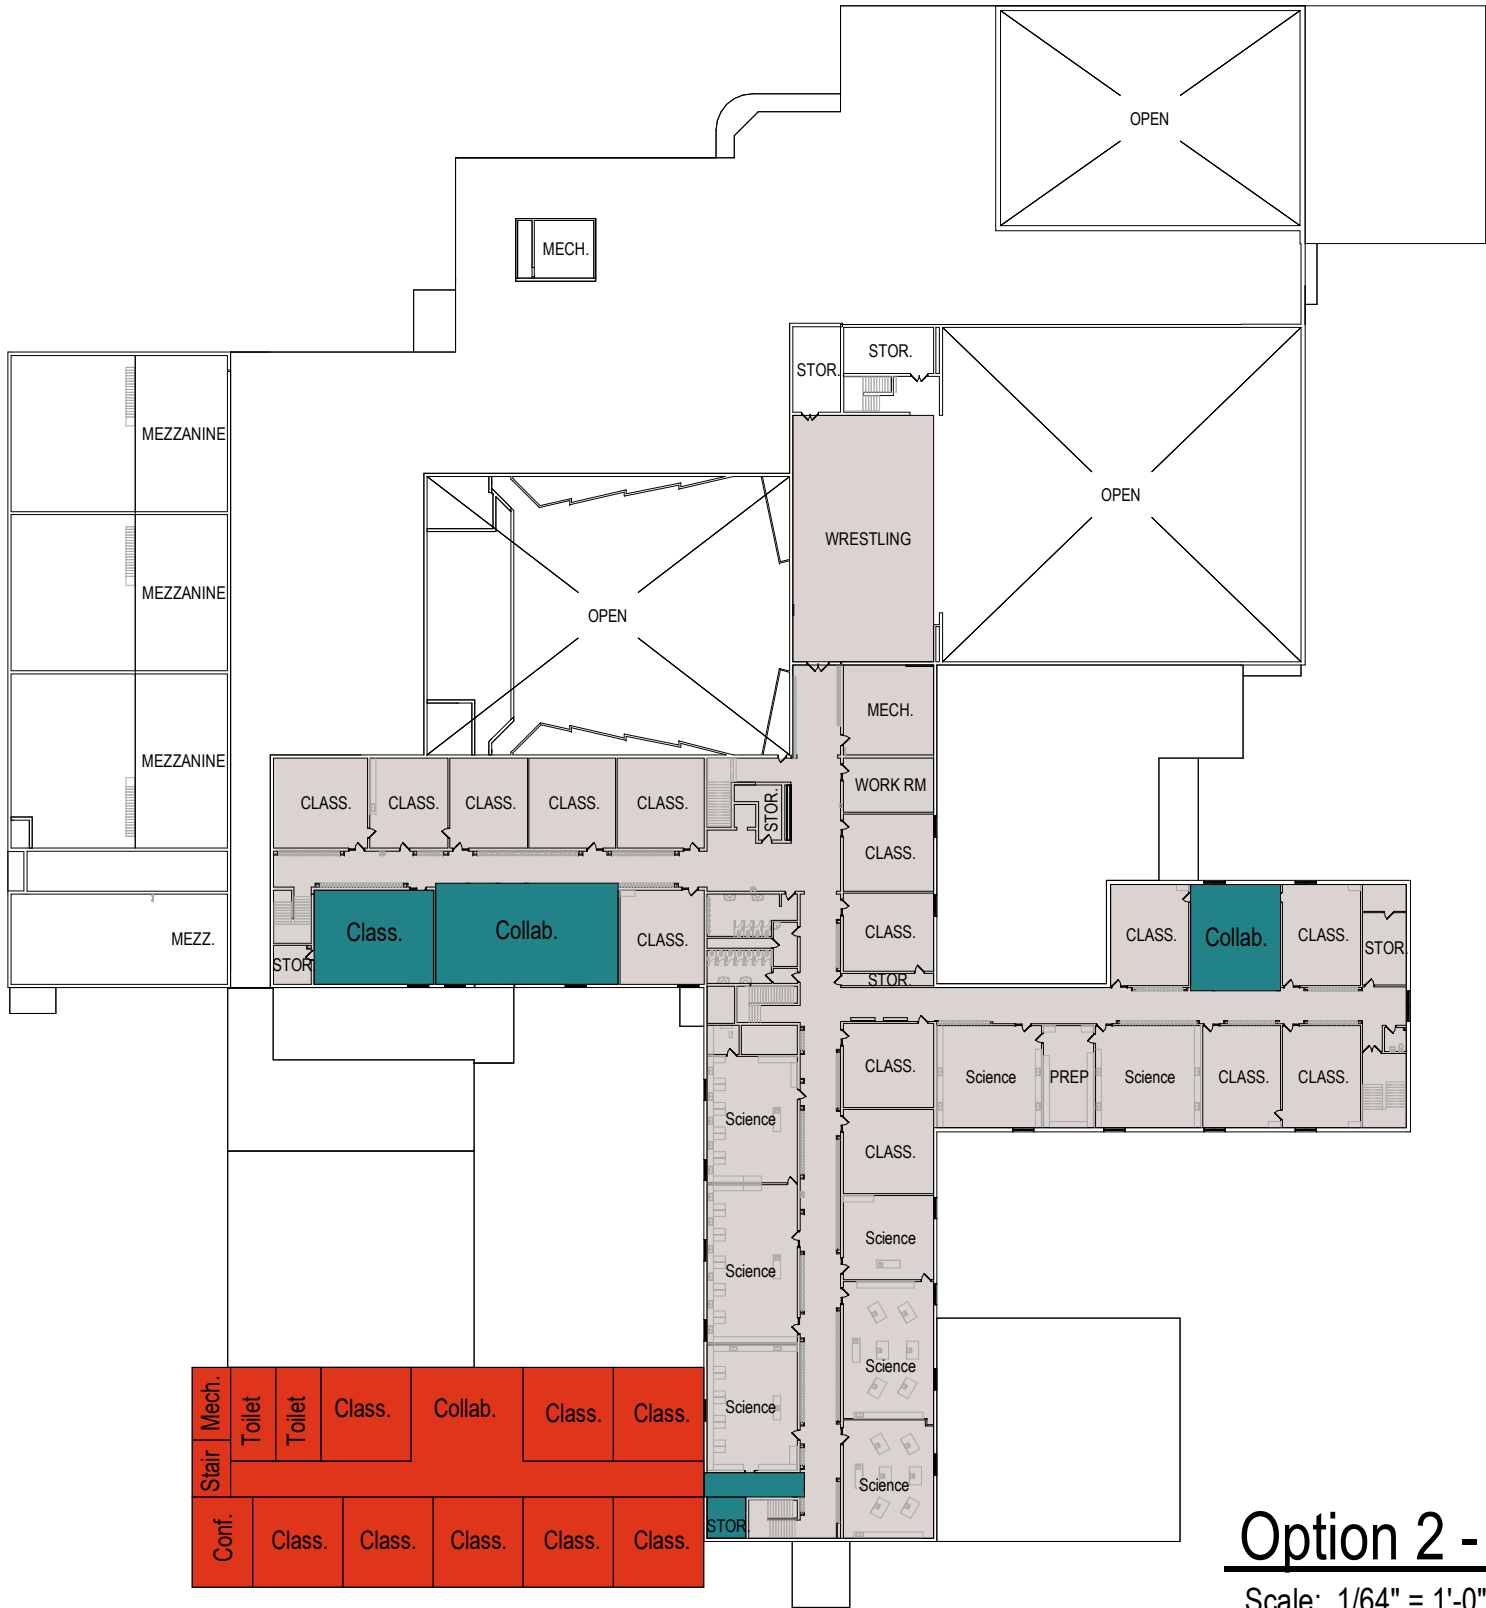 OPEN
MECH.
STOR.
STOR.
MEZZANINE
OPEN
WRESTLING
MEZZANINE
OPEN
MECH.
MEZZANINE
WORK RM
CLASS.
CLASS.
CLASS.
CLASS.
CLASS.
STOR.
CLASS.
MEZZ.
Class.
Collab.
CLASS.
CLASS.
CLASS.
Collab.
CLASS.
STOR.
STOR.
STOR.
CLASS.
Science
PREP
Science
CLASS.
CLASS.
Science
CLASS.
Science
Science
Science
Science
Mech.
Toilet
Toilet
Class.
Collab.
Class.
Class.
Stair
Science
Conf.
Class.
Class.
Class.
Class.
Class.
STOR.
Option 2 -
Scale: 1/64" = 1'-0"